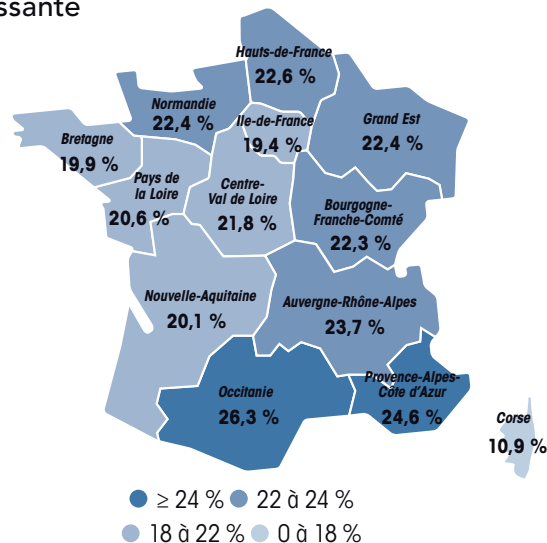 ssante
Hauts-de-France
22,6 %
Normandie
22,4 %
Ile-de-France
19,4 %
Grand Est
22,4 %
Bretagne
19,9 %
Pays de
la Loire
20,6 %
Centre-
Val de Loire
21,8 %
Bourgogne-
Franche-Comté
22,3 %
Nouvelle-Aquitaine
20,1 %
Auvergne-Rhône-Alpes
23,7 %
Occitanie
26,3 %
Provence-Alpes-
Côte d'Azur
24,6 %
Corse
10,9 %
≥ 24 % 22 à 24 %
18 à 22 % 0 à 18 %